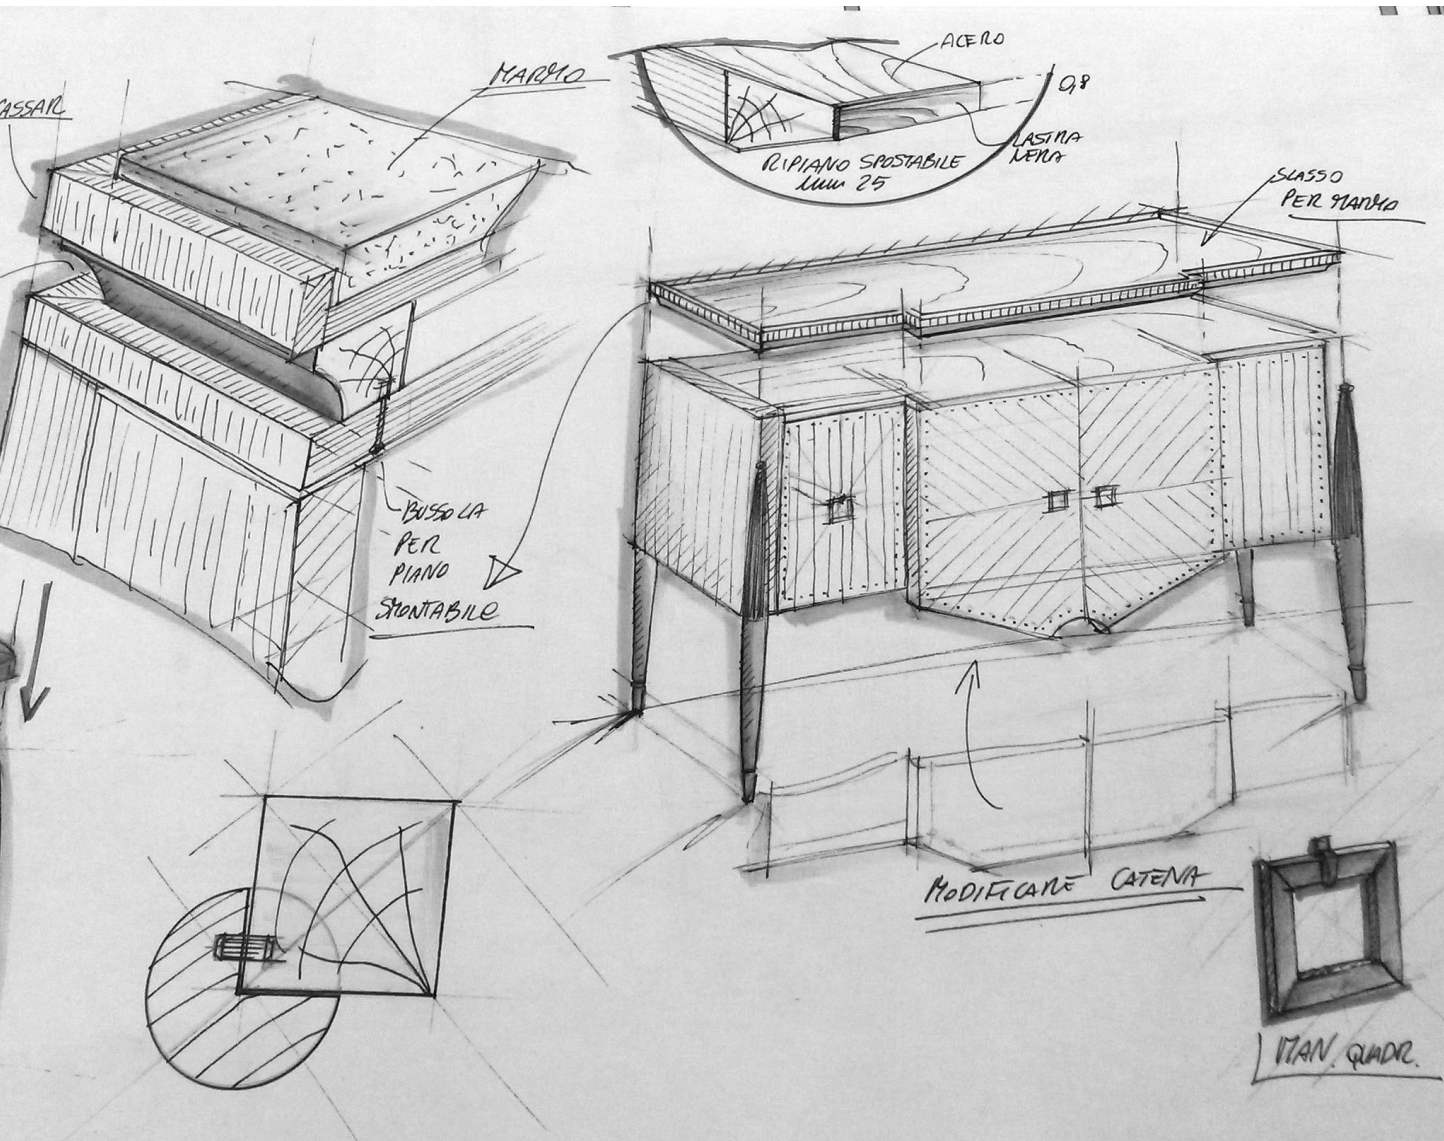 CASSAR
MARMO
ACERO
0,8
LASTRA
NERA
RIPIANO SPOSTABILE
mm 25
SCASSO
PER MARMO
BUSSOLA
PER
PIANO
SMONTABILE
MODIFICARE CATENA
MAN. QUADR.